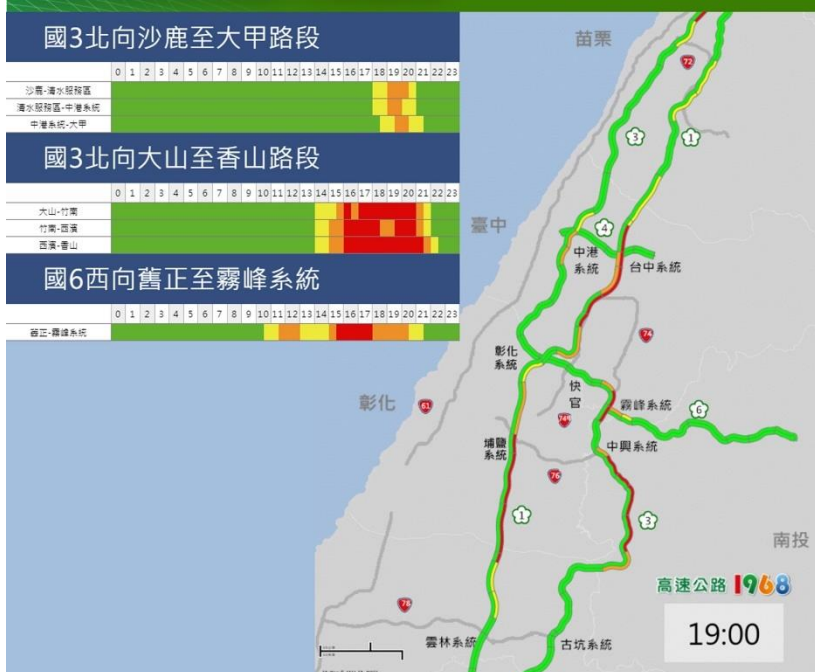 國3北向沙鹿至大甲路段
0 1 2 3 4 5 6 7 8 9 10 11 12 13 14 15 16 17 18 19 20 21 22 23
沙鹿-清水服務區
清水服務區-中港系統
中港系統-大甲
國3北向大山至香山路段
0 1 2 3 4 5 6 7 8 9 10 11 12 13 14 15 16 17 18 19 20 21 22 23
大山-竹南
竹南-西濱
西濱-香山
國6西向舊正至霧峰系統
0 1 2 3 4 5 6 7 8 9 10 11 12 13 14 15 16 17 18 19 20 21 22 23
舊正-霧峰系統
苗栗
72
3
1
臺中
4
中港
系統
台中系統
74
彰化
系統
彰化
61
快
官
霧峰系統
6
74甲
中興系統
埔鹽
系統
76
1
3
南投
高速公路 1968
78
19:00
雲林系統
古坑系統